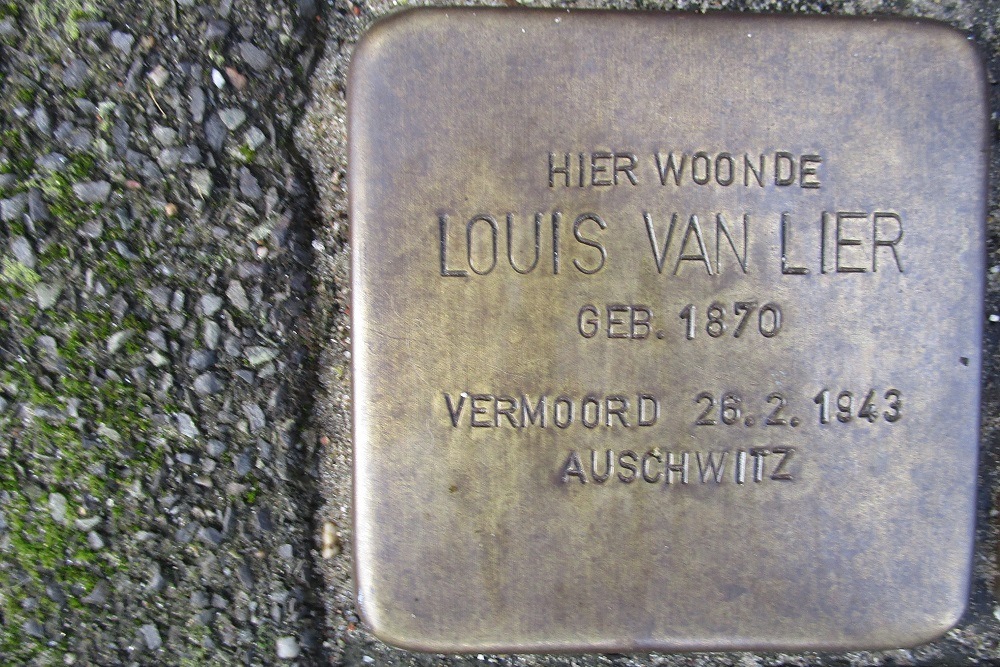 HIER WOONDE
LOUIS VAN LIER
GEB. 1870
VERMOORD 26.2.1943
AUSCHWITZ